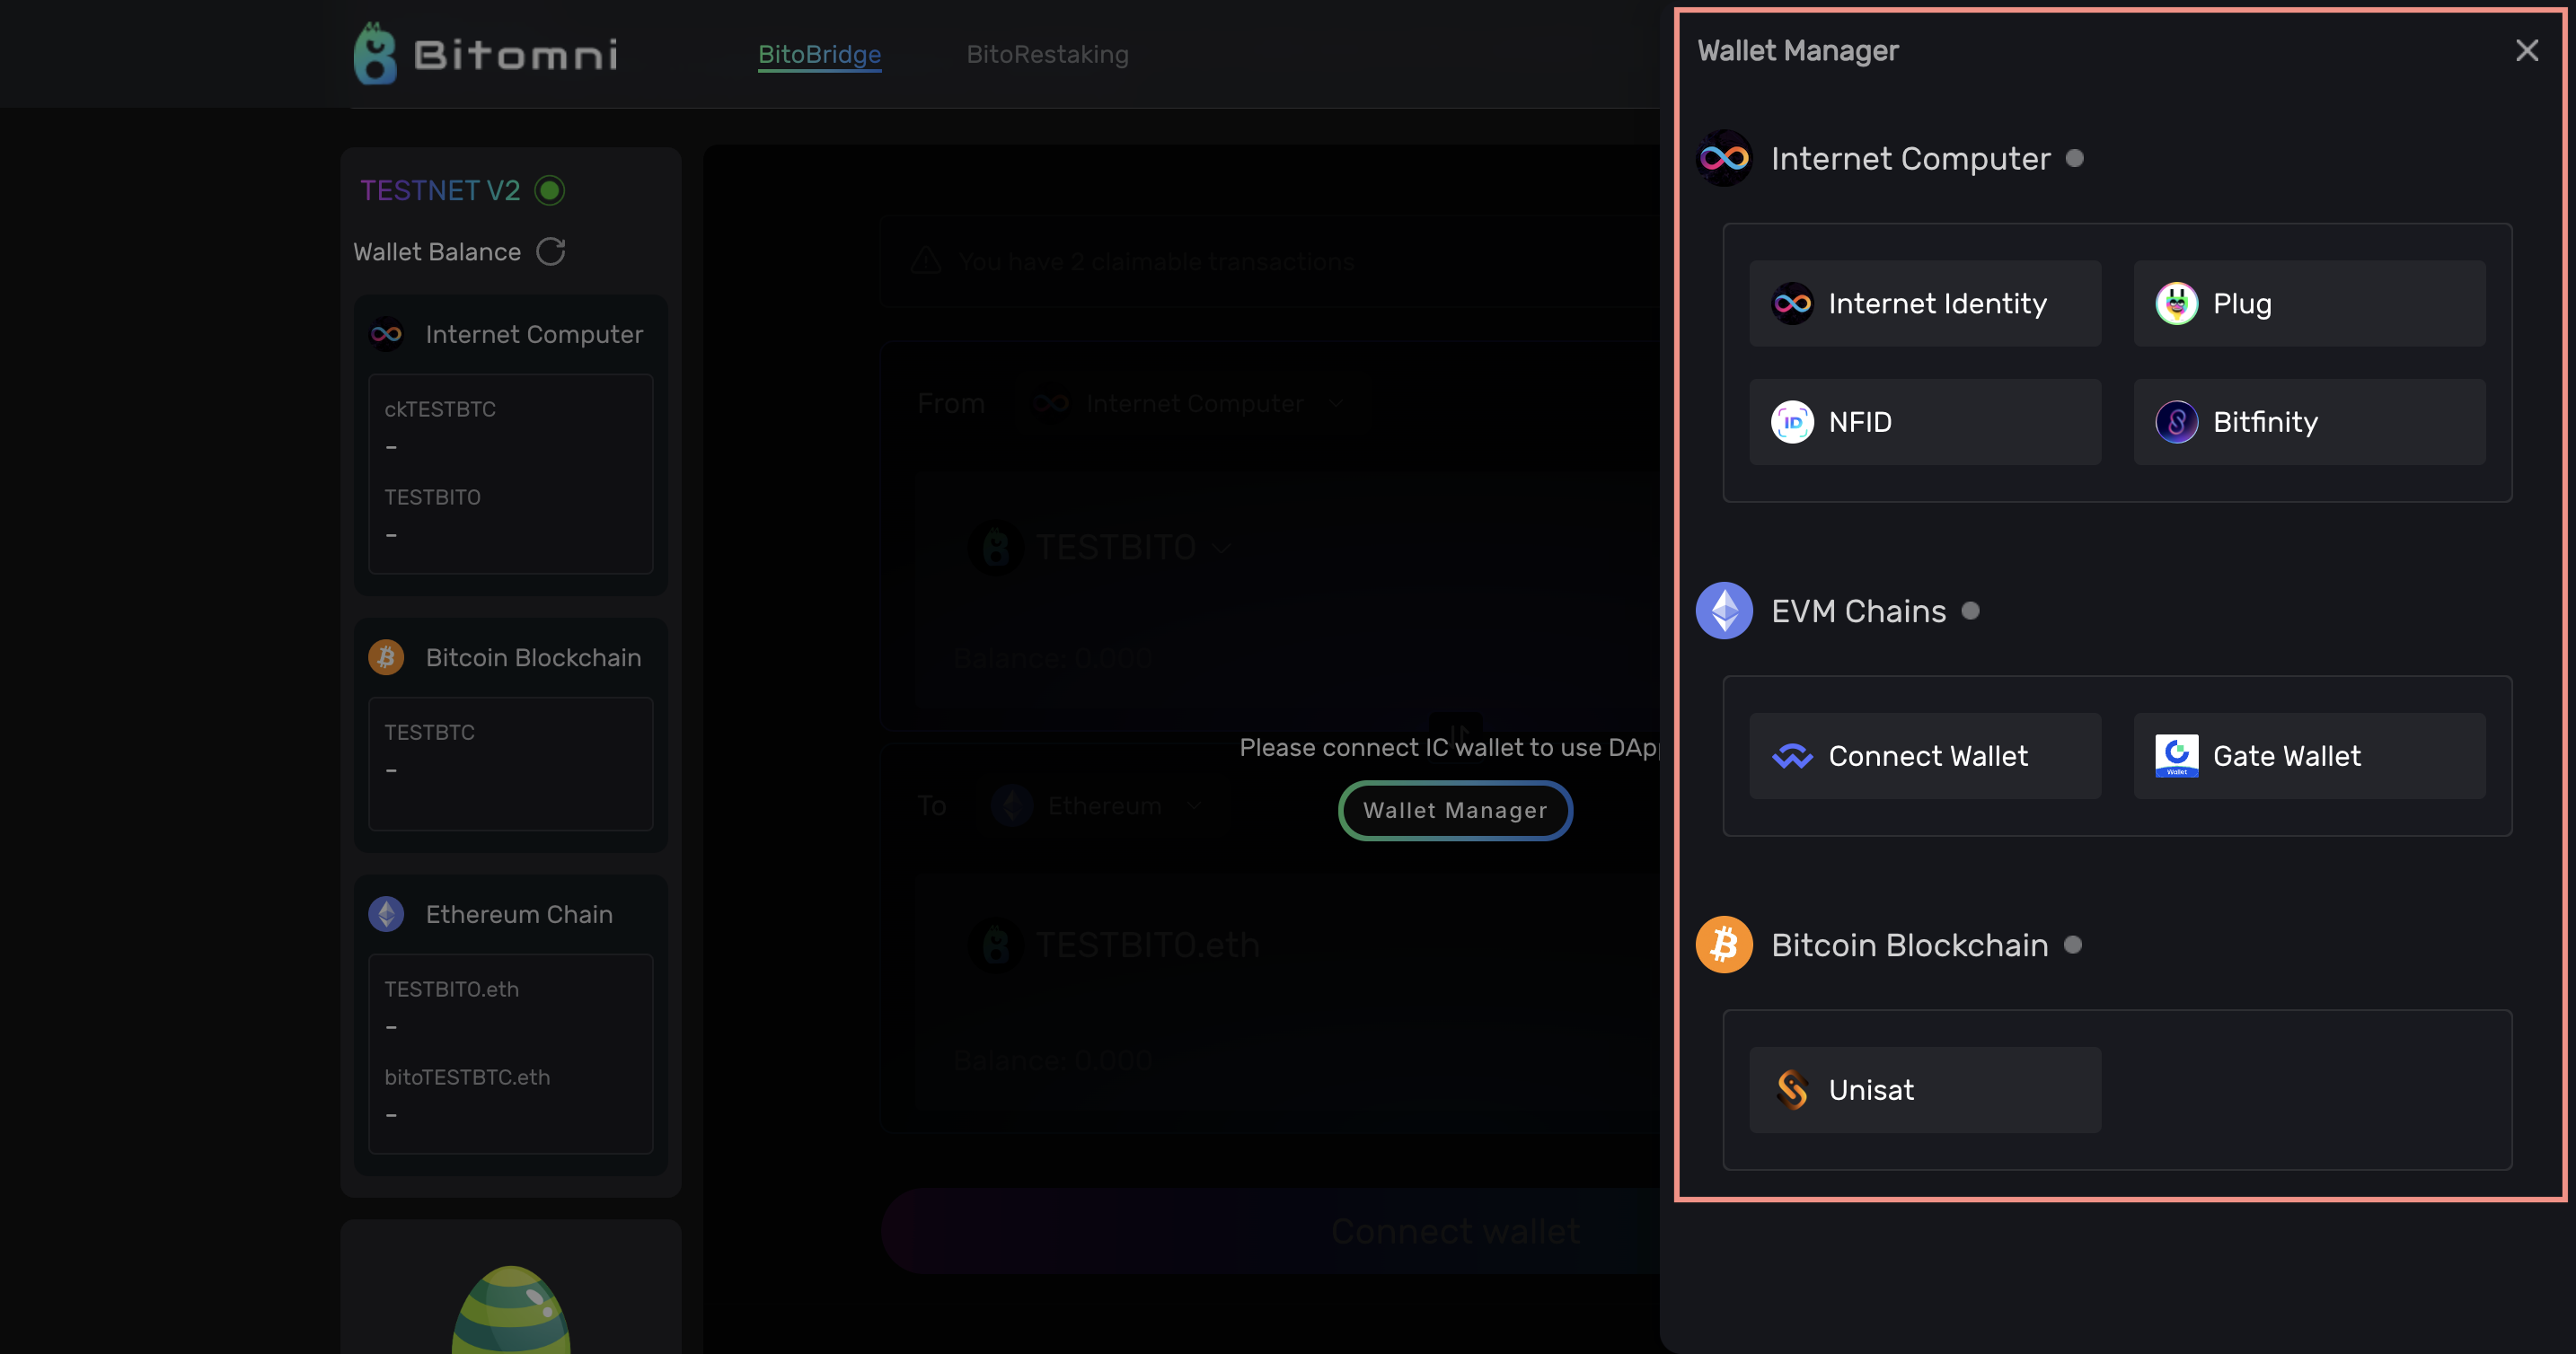 Bitomni
BitoBridge
BitoRestaking
TESTNET V2
Wallet Balance
Internet Computer
ckTESTBTC
–
TESTBITO
–
Bitcoin Blockchain
TESTBTC
–
Ethereum Chain
TESTBITO.eth
–
bitoTESTBTC.eth
–
You have 2 claimable transactions
From
Internet Computer
TESTBITO
Balance: 0.000
Please connect IC wallet to use DApp
Wallet Manager
To
Ethereum
TESTBITO.eth
Balance: 0.000
Connect wallet
Wallet Manager
Internet Computer
Internet Identity
Plug
ID
NFID
Bitfinity
EVM Chains
Connect Wallet
Wallet
Gate Wallet
Bitcoin Blockchain
Unisat